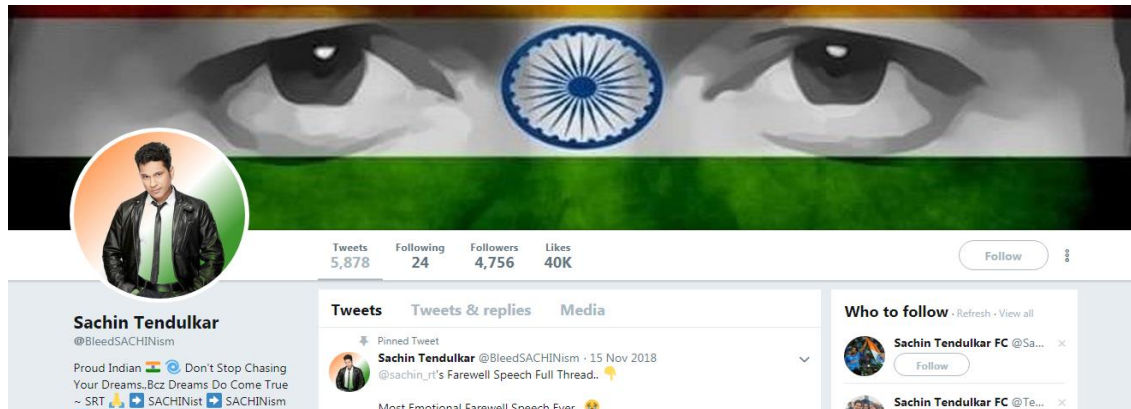 Tweets Following Followers Likes
5,878 24 4,756 40K
Follow
Sachin Tendulkar
@BleedSACHINism
Proud Indian 🇮🇳 🌀 Don't Stop Chasing
Your Dreams..Bcz Dreams Do Come True
~ SRT 🙏 ➡️ SACHINist ➡️ SACHINism
Tweets Tweets & replies Media
Pinned Tweet
Sachin Tendulkar @BleedSACHINism · 15 Nov 2018
@sachin_rt's Farewell Speech Full Thread.. 👇
Most Emotional Farewell Speech Ever
Who to follow · Refresh · View all
Sachin Tendulkar FC @Sa... ×
Follow
Sachin Tendulkar FC @Te... ×